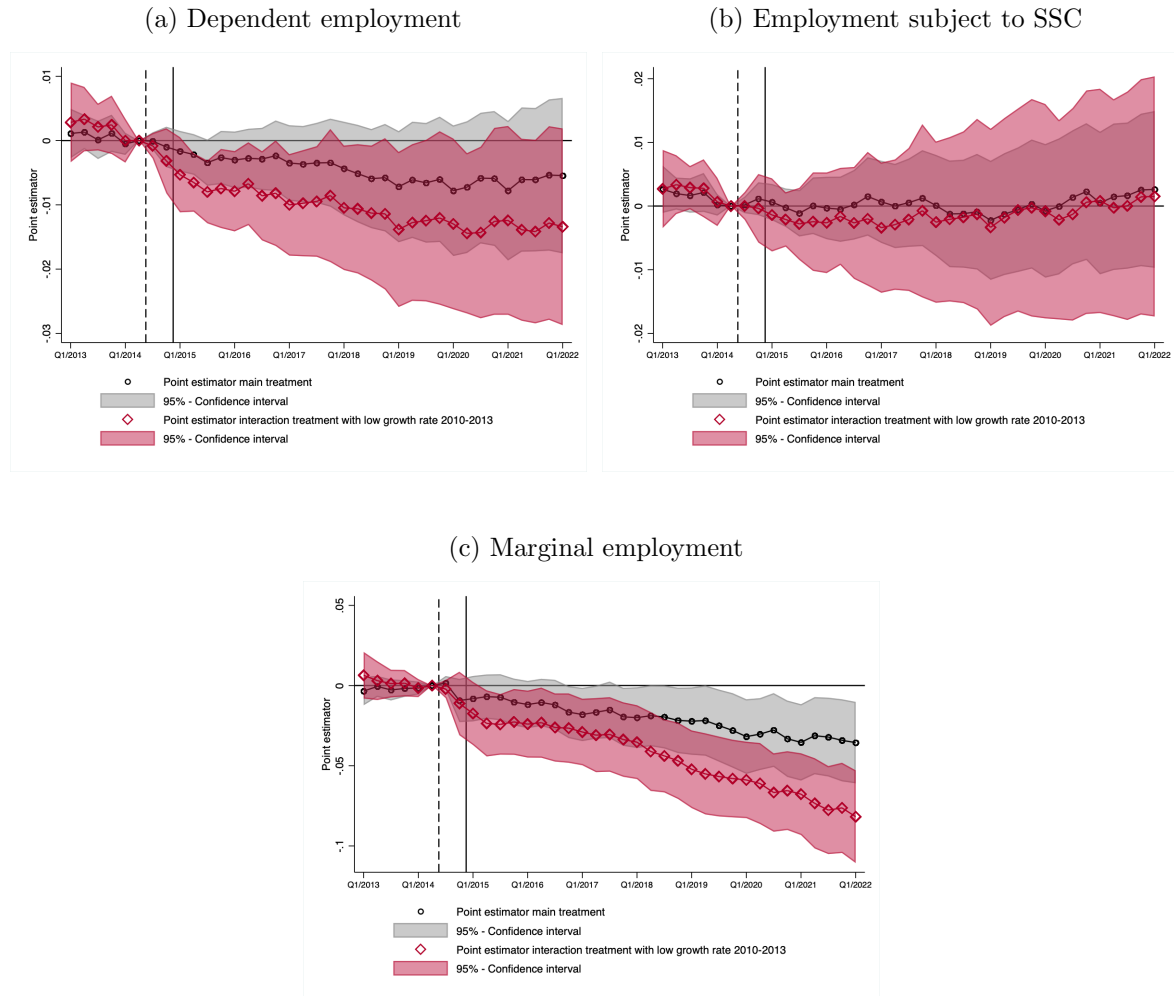 (a) Dependent employment
(b) Employment subject to SSC
.01
0
-.01
-.02
-.03
Point estimator
Q1/2013 Q1/2014 Q1/2015 Q1/2016 Q1/2017 Q1/2018 Q1/2019 Q1/2020 Q1/2021 Q1/2022
Point estimator main treatment
95% - Confidence interval
Point estimator interaction treatment with low growth rate 2010-2013
95% - Confidence interval
.02
.01
0
-.01
-.02
Point estimator
Q1/2013 Q1/2014 Q1/2015 Q1/2016 Q1/2017 Q1/2018 Q1/2019 Q1/2020 Q1/2021 Q1/2022
Point estimator main treatment
95% - Confidence interval
Point estimator interaction treatment with low growth rate 2010-2013
95% - Confidence interval
(c) Marginal employment
.05
0
-.05
-.1
Point estimator
Q1/2013 Q1/2014 Q1/2015 Q1/2016 Q1/2017 Q1/2018 Q1/2019 Q1/2020 Q1/2021 Q1/2022
Point estimator main treatment
95% - Confidence interval
Point estimator interaction treatment with low growth rate 2010-2013
95% - Confidence interval